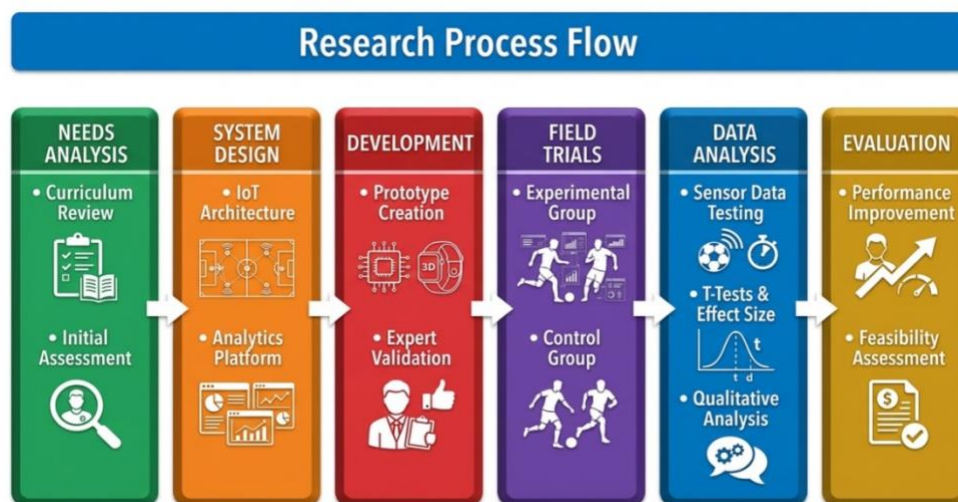 Research Process Flow
NEEDS
ANALYSIS
• Curriculum
Review
• Initial
Assessment
SYSTEM
DESIGN
• IoT
Architecture
• Analytics
Platform
DEVELOPMENT
• Prototype
Creation
3D
• Expert
Validation
FIELD
TRIALS
• Experimental
Group
• Control
Group
DATA
ANALYSIS
• Sensor Data
Testing
• T-Tests &
Effect Size
t
t d
• Qualitative
Analysis
EVALUATION
• Performance
Improvement
• Feasibility
Assessment
$